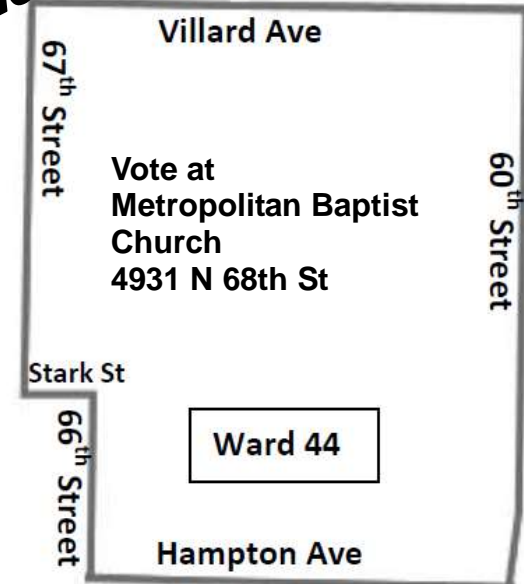 Villard Ave
67th Street
Vote at
Metropolitan Baptist
Church
4931 N 68th St
60th Street
Stark St
66th Street
Ward 44
Hampton Ave